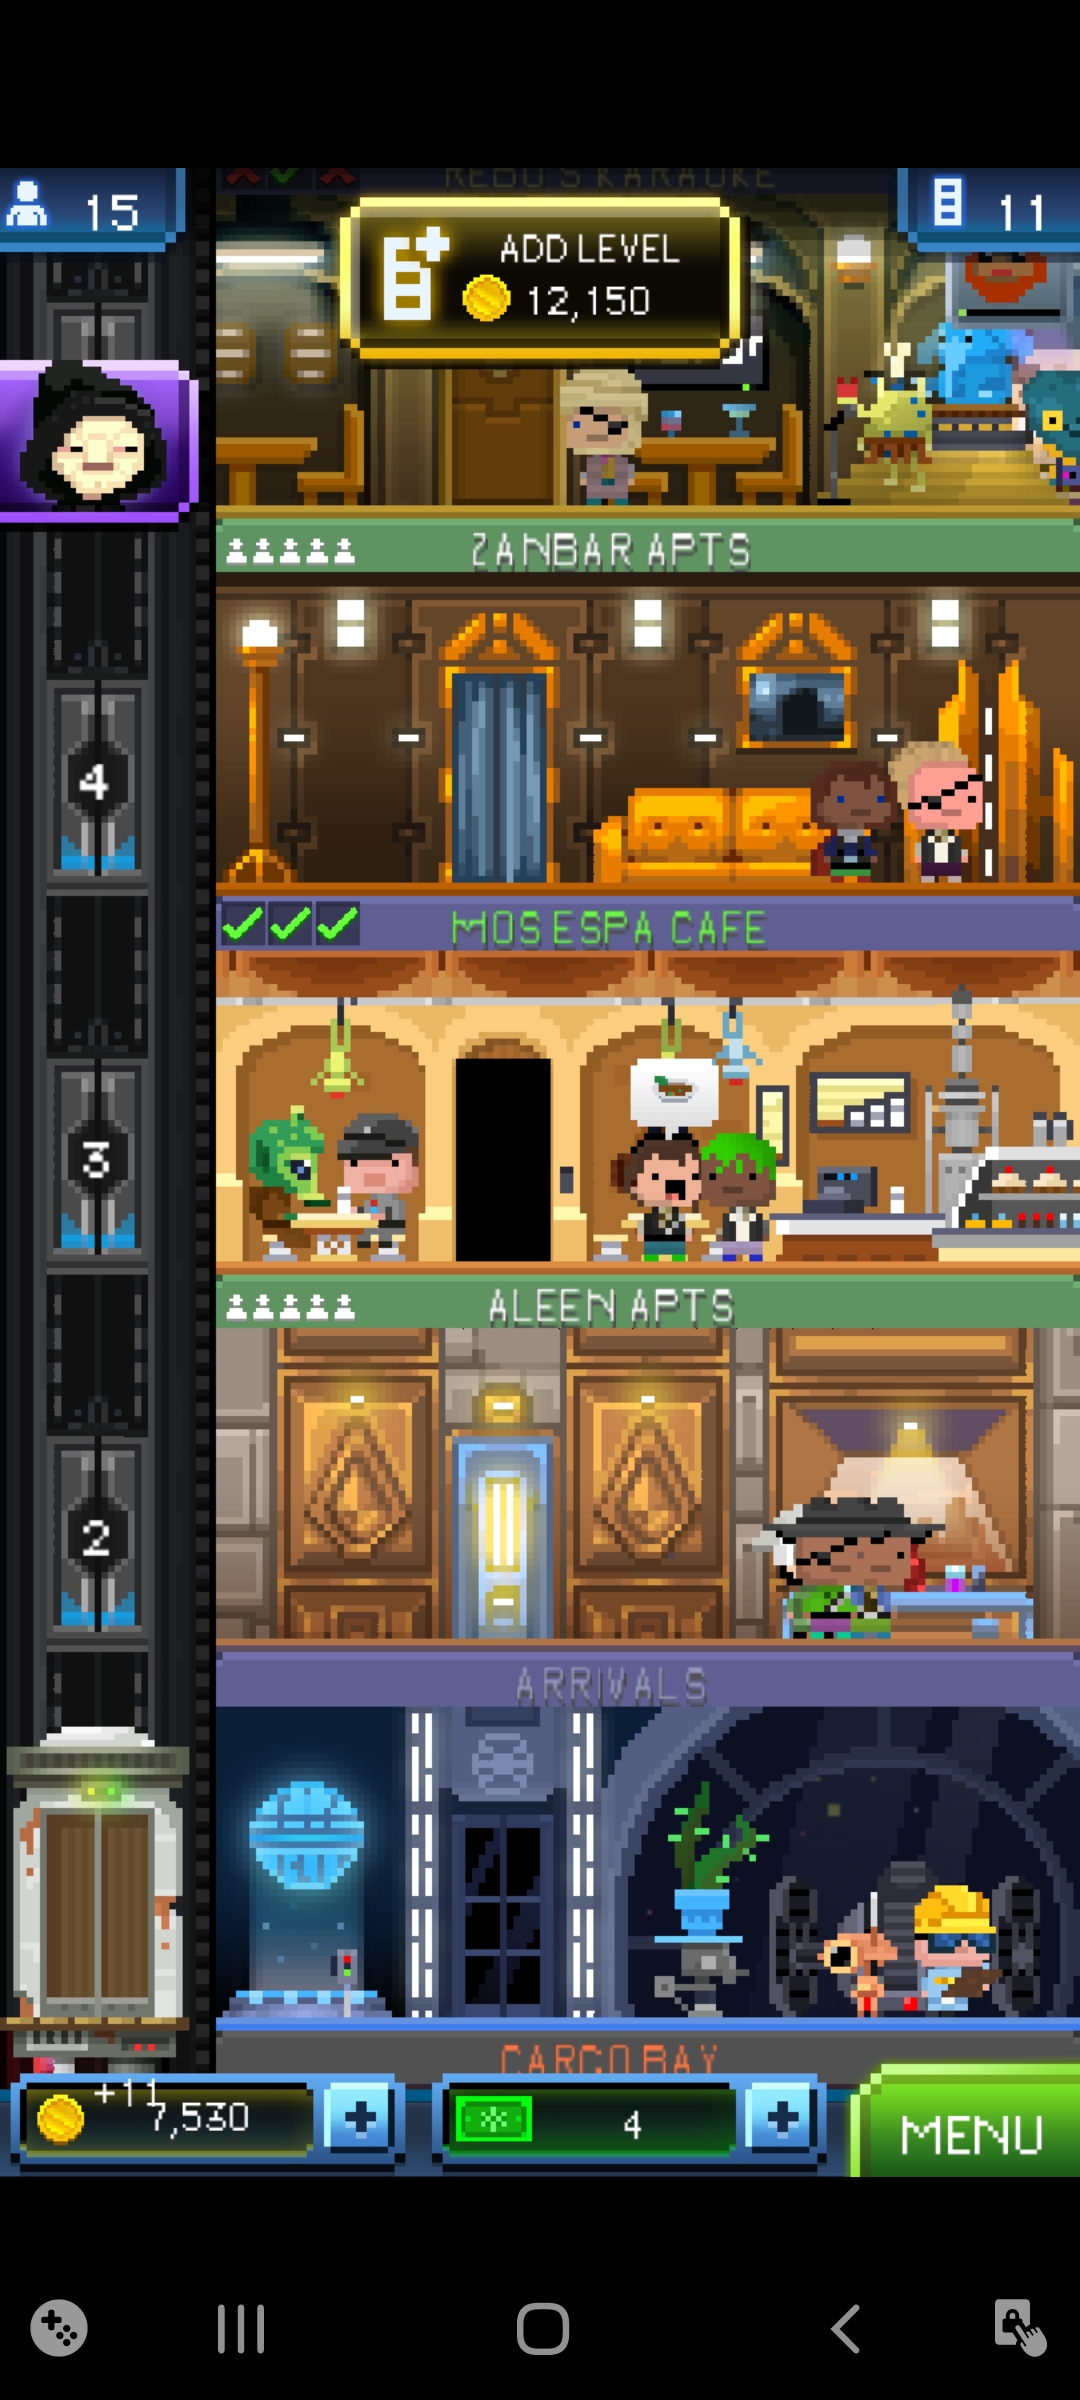 15
REBO'S KARAOKE
11
ADD LEVEL
12,150
ZANBAR APTS
4
MOS ESPA CAFE
3
ALEEN APTS
2
ARRIVALS
CARGO BAY
+11
7,530
4
MENU